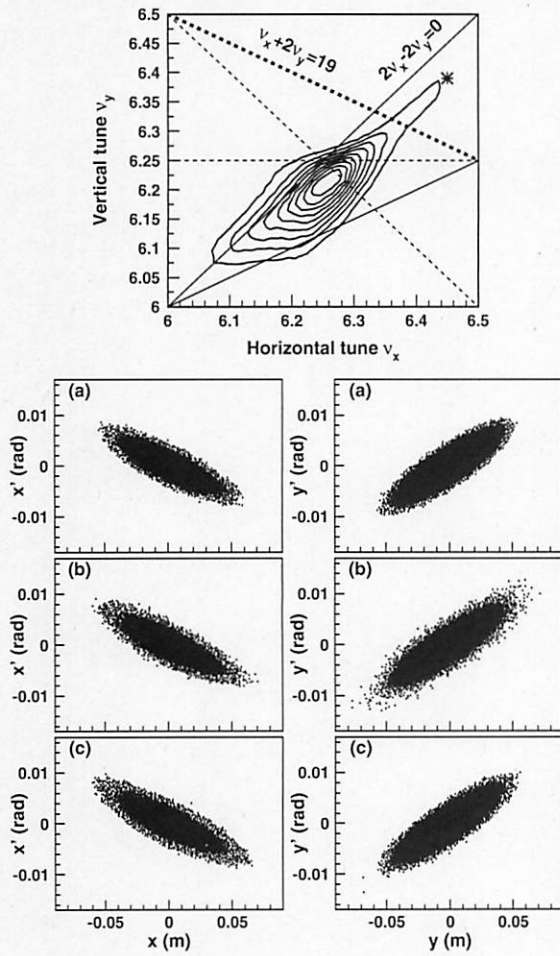 6.5
6.45
6.4
6.35
6.3
6.25
6.2
6.15
6.1
6.05
6
Vertical tune ν_y
ν_x+2ν_y=19
2ν_x-2ν_y=0
6 6.1 6.2 6.3 6.4 6.5
Horizontal tune ν_x
(a) (a)
0.01 0.01
0 0
-0.01 -0.01
x' (rad) y' (rad)
(b) (b)
0.01 0.01
0 0
-0.01 -0.01
x' (rad) y' (rad)
(c) (c)
0.01 0.01
0 0
-0.01 -0.01
x' (rad) y' (rad)
-0.05 0 0.05 -0.05 0 0.05
x (m) y (m)